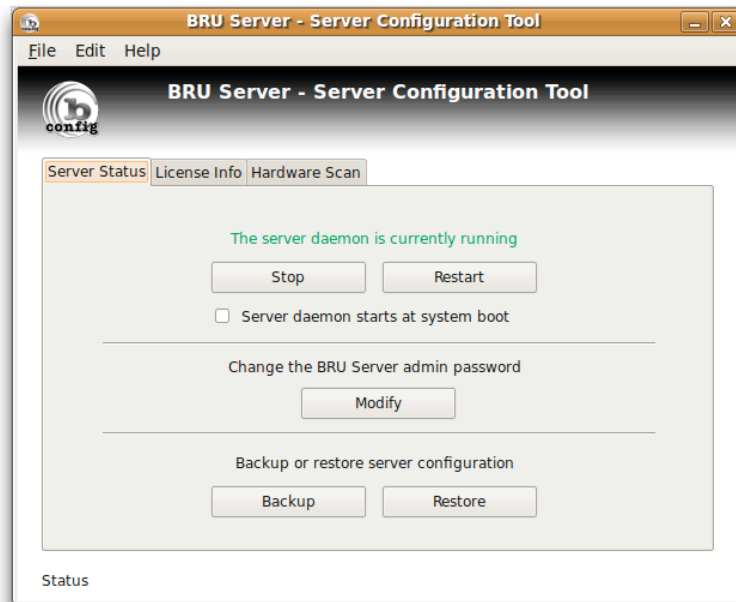 BRU Server - Server Configuration Tool
File Edit Help
b
config
BRU Server - Server Configuration Tool
Server Status License Info Hardware Scan
The server daemon is currently running
Stop Restart
Server daemon starts at system boot
Change the BRU Server admin password
Modify
Backup or restore server configuration
Backup Restore
Status